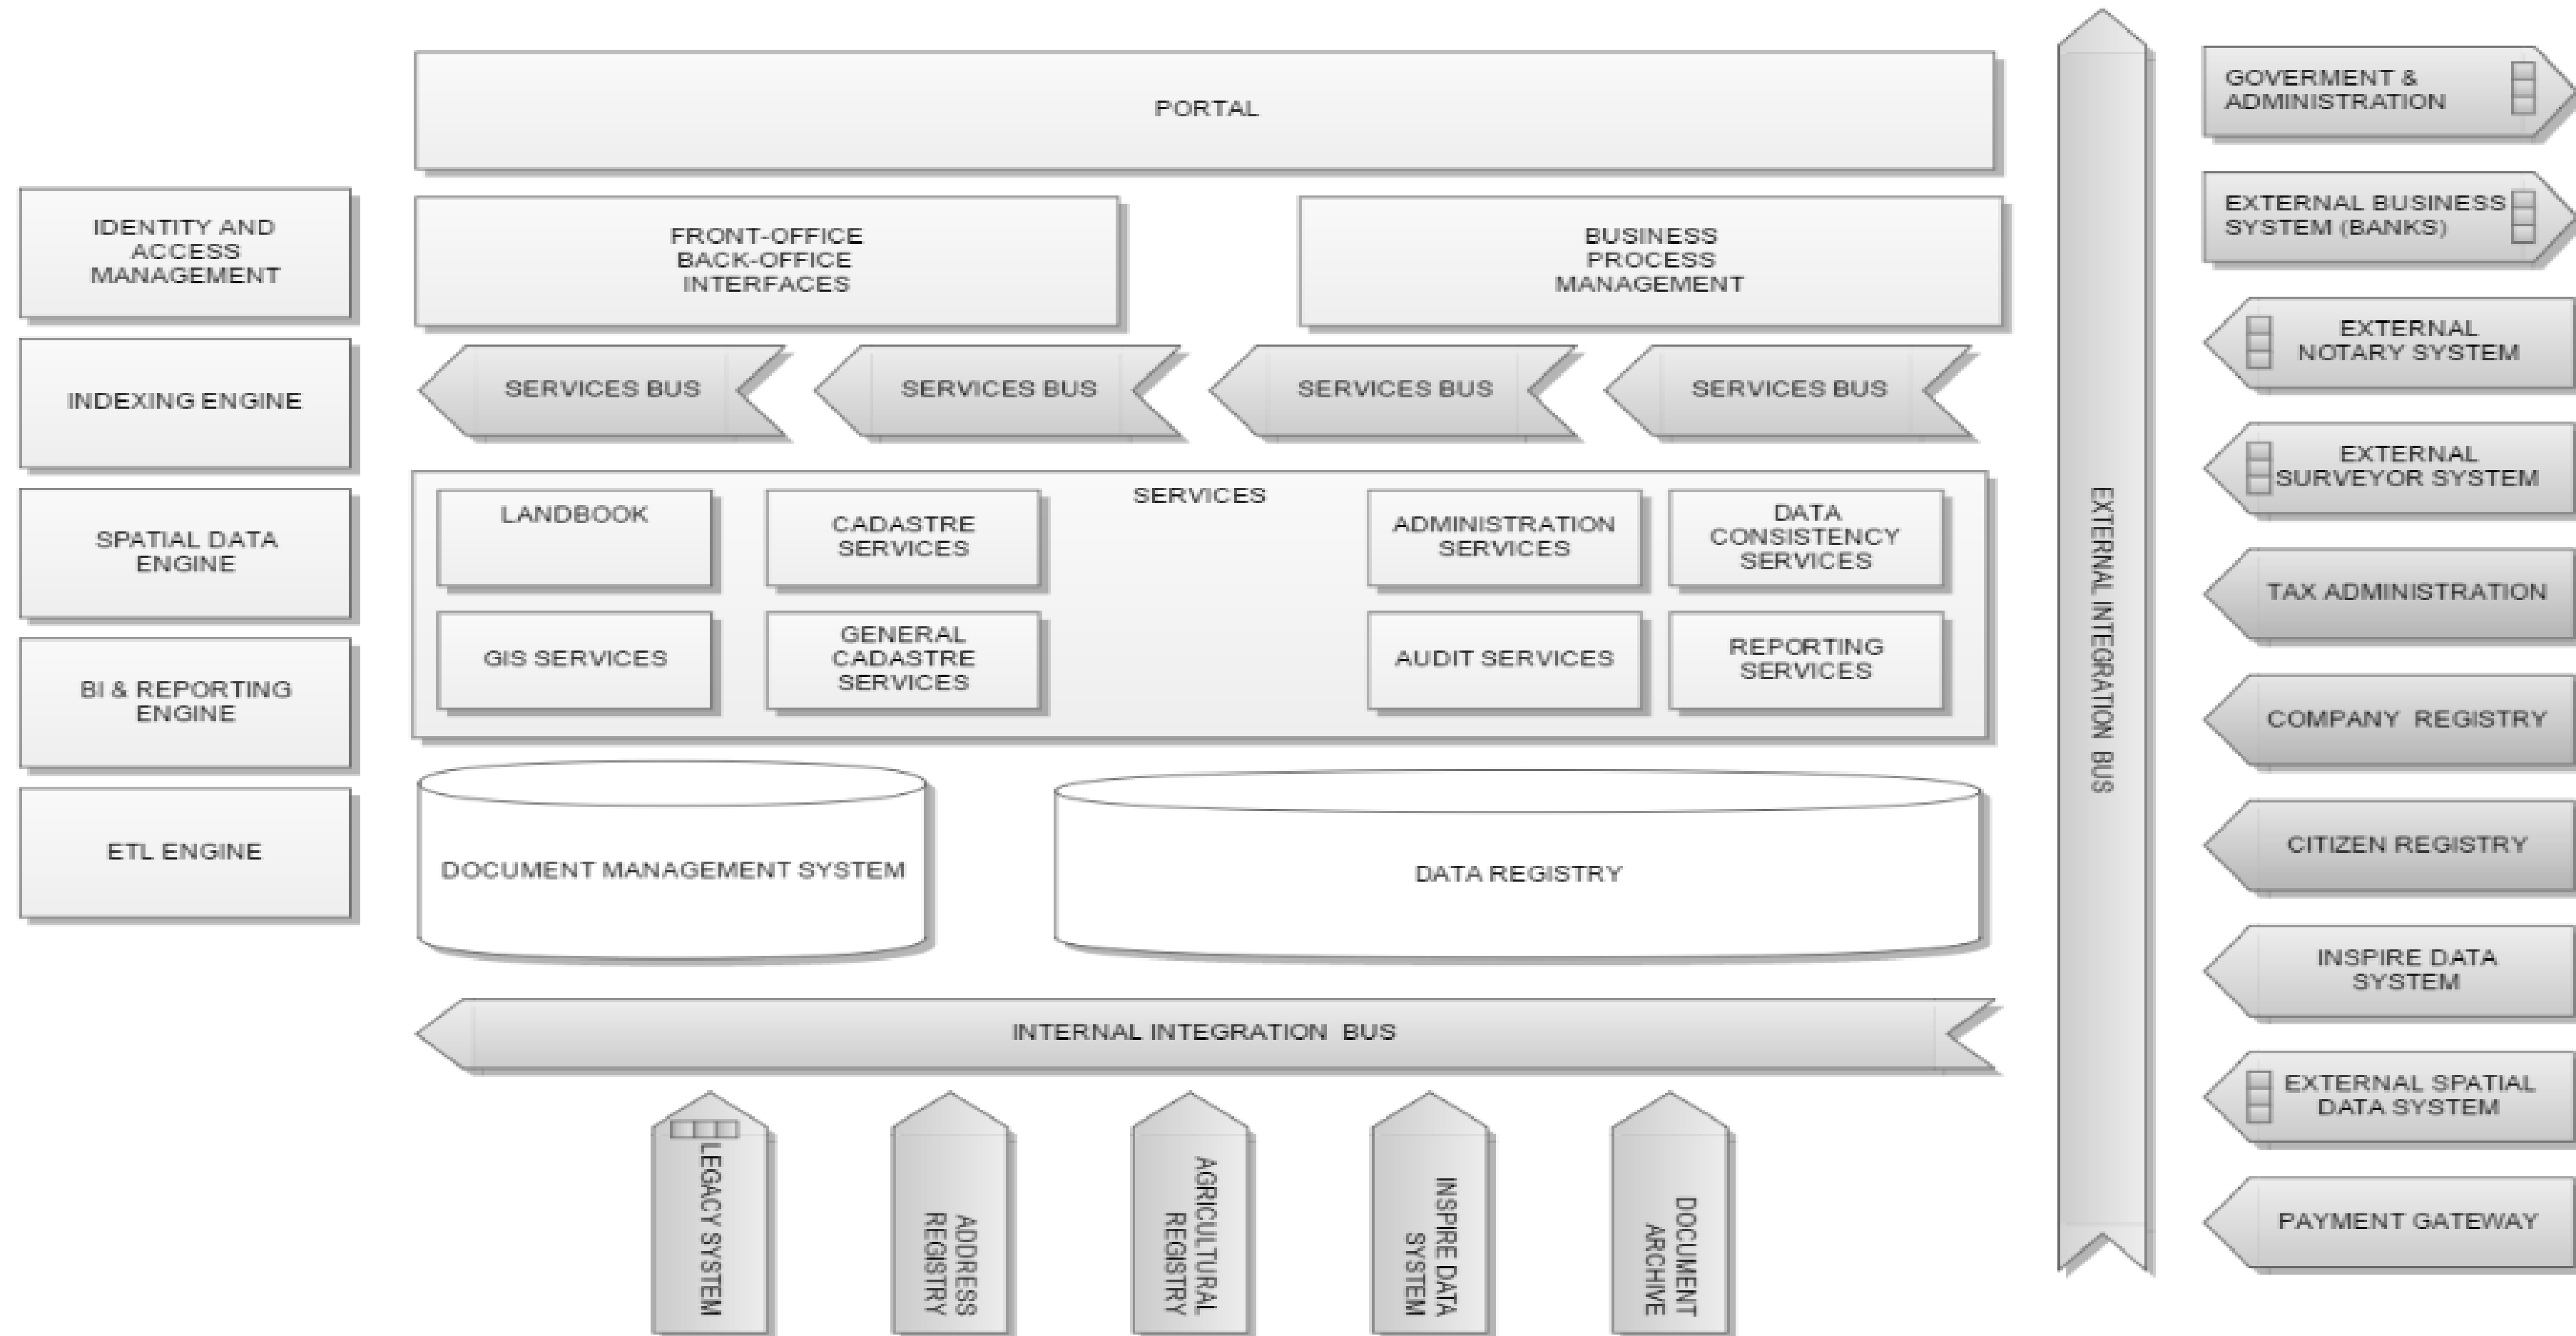 PORTAL
IDENTITY AND
ACCESS
MANAGEMENT
INDEXING ENGINE
SPATIAL DATA
ENGINE
BI & REPORTING
ENGINE
ETL ENGINE
FRONT-OFFICE
BACK-OFFICE
INTERFACES
BUSINESS
PROCESS
MANAGEMENT
SERVICES BUS
SERVICES BUS
SERVICES BUS
SERVICES BUS
SERVICES
LANDBOOK
CADASTRE
SERVICES
ADMINISTRATION
SERVICES
DATA
CONSISTENCY
SERVICES
GIS SERVICES
GENERAL
CADASTRE
SERVICES
AUDIT SERVICES
REPORTING
SERVICES
DOCUMENT MANAGEMENT SYSTEM
DATA REGISTRY
INTERNAL INTEGRATION BUS
LEGACY SYSTEM
ADDRESS
REGISTRY
AGRICULTURAL
REGISTRY
INSPIRE DATA
SYSTEM
DOCUMENT
ARCHIVE
EXTERNAL INTEGRATION BUS
GOVERMENT &
ADMINISTRATION
EXTERNAL BUSINESS
SYSTEM (BANKS)
EXTERNAL
NOTARY SYSTEM
EXTERNAL
SURVEYOR SYSTEM
TAX ADMINISTRATION
COMPANY REGISTRY
CITIZEN REGISTRY
INSPIRE DATA
SYSTEM
EXTERNAL SPATIAL
DATA SYSTEM
PAYMENT GATEWAY